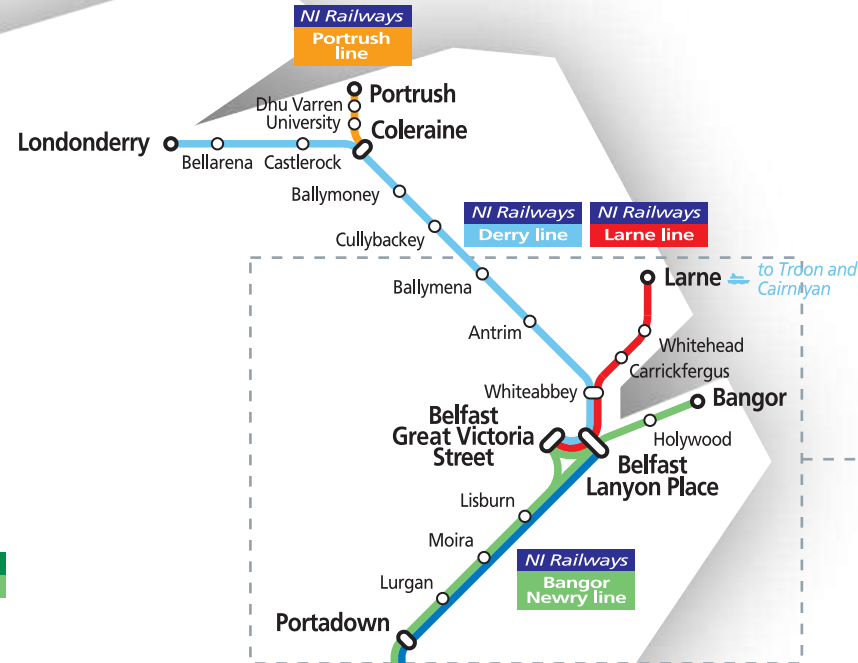 NI Railways
Portrush
line
Portrush
Dhu Varren
University
Coleraine
Londonderry
Bellarena
Castlerock
Ballymoney
Cullybackey
NI Railways
Derry line
NI Railways
Larne line
Ballymena
Larne
to Troon and
Cairnryan
Antrim
Whitehead
Carrickfergus
Whiteabbey
Bangor
Holywood
Belfast
Great Victoria
Street
Belfast
Lanyon Place
Lisburn
Moira
NI Railways
Bangor
Newry line
Lurgan
Portadown